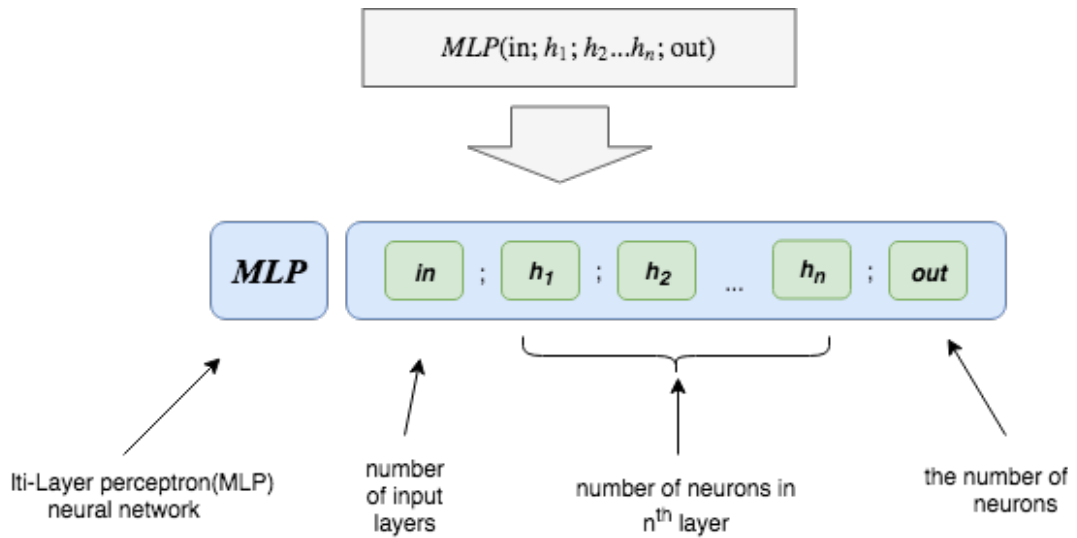 MLP(in; h₁; h₂...hₙ; out)
MLP in ; h₁ ; h₂ ... hₙ ; out
lti-Layer perceptron(MLP)
neural network
number
of input
layers
number of neurons in
nᵗʰ layer
the number of
neurons